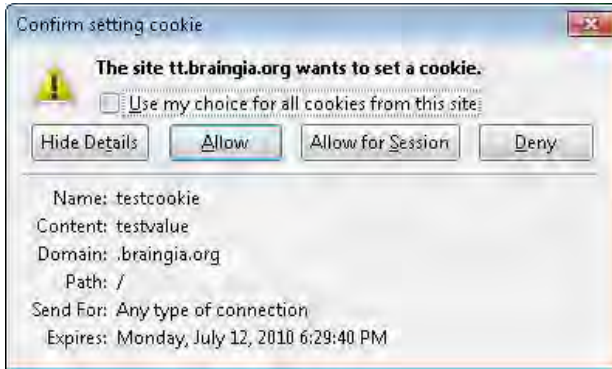 Confirm setting cookie
The site tt.braingia.org wants to set a cookie.
Use my choice for all cookies from this site
Hide Details Allow Allow for Session Deny
Name: testcookie
Content: testvalue
Domain: .braingia.org
Path: /
Send For: Any type of connection
Expires: Monday, July 12, 2010 6:29:40 PM